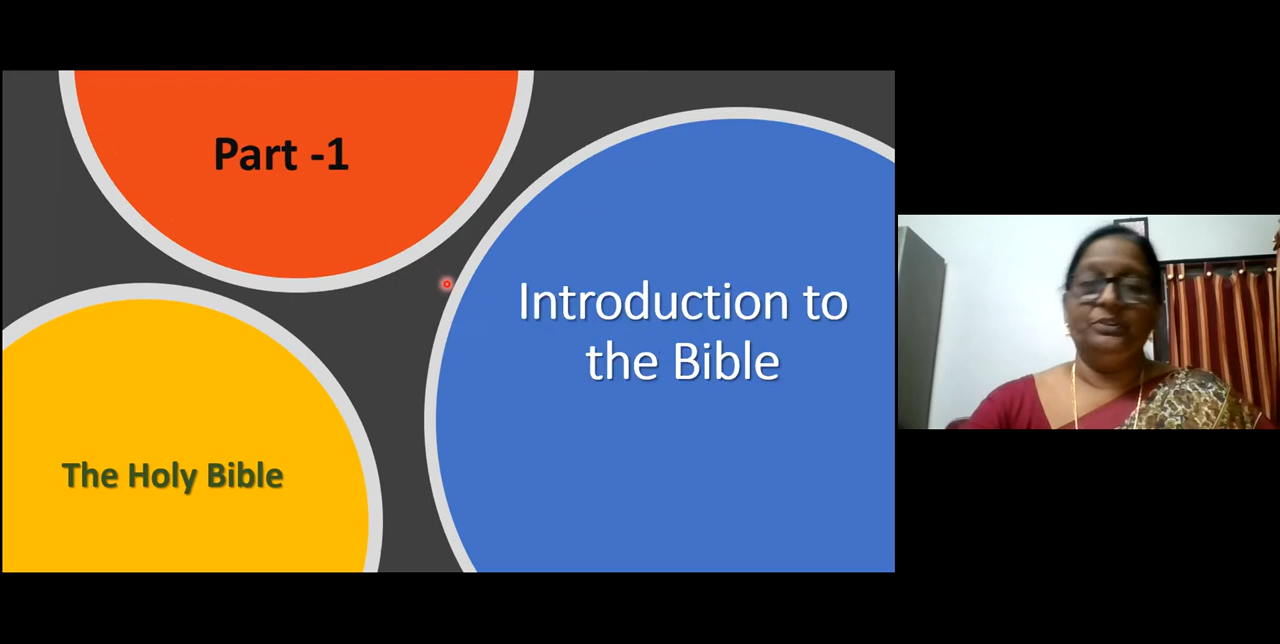 Part -1
Introduction to
the Bible
The Holy Bible